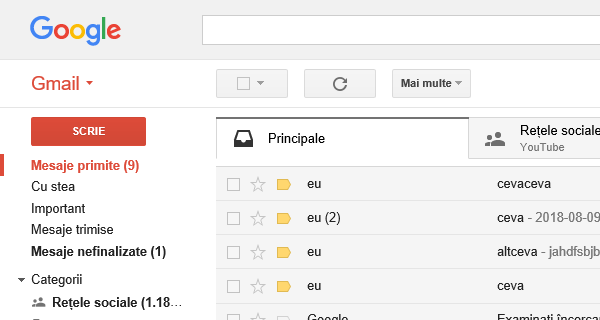 Google
Gmail
Mai multe
SCRIE
Mesaje primite (9)
Cu stea
Important
Mesaje trimise
Mesaje nefinalizate (1)
Categorii
Rețele sociale (1.18…
Principale
Rețele sociale
YouTube
eu cevaceva
eu (2) ceva - 2018-08-09
eu altceva - jahdfsbjb
eu ceva
Google Examinați încercar